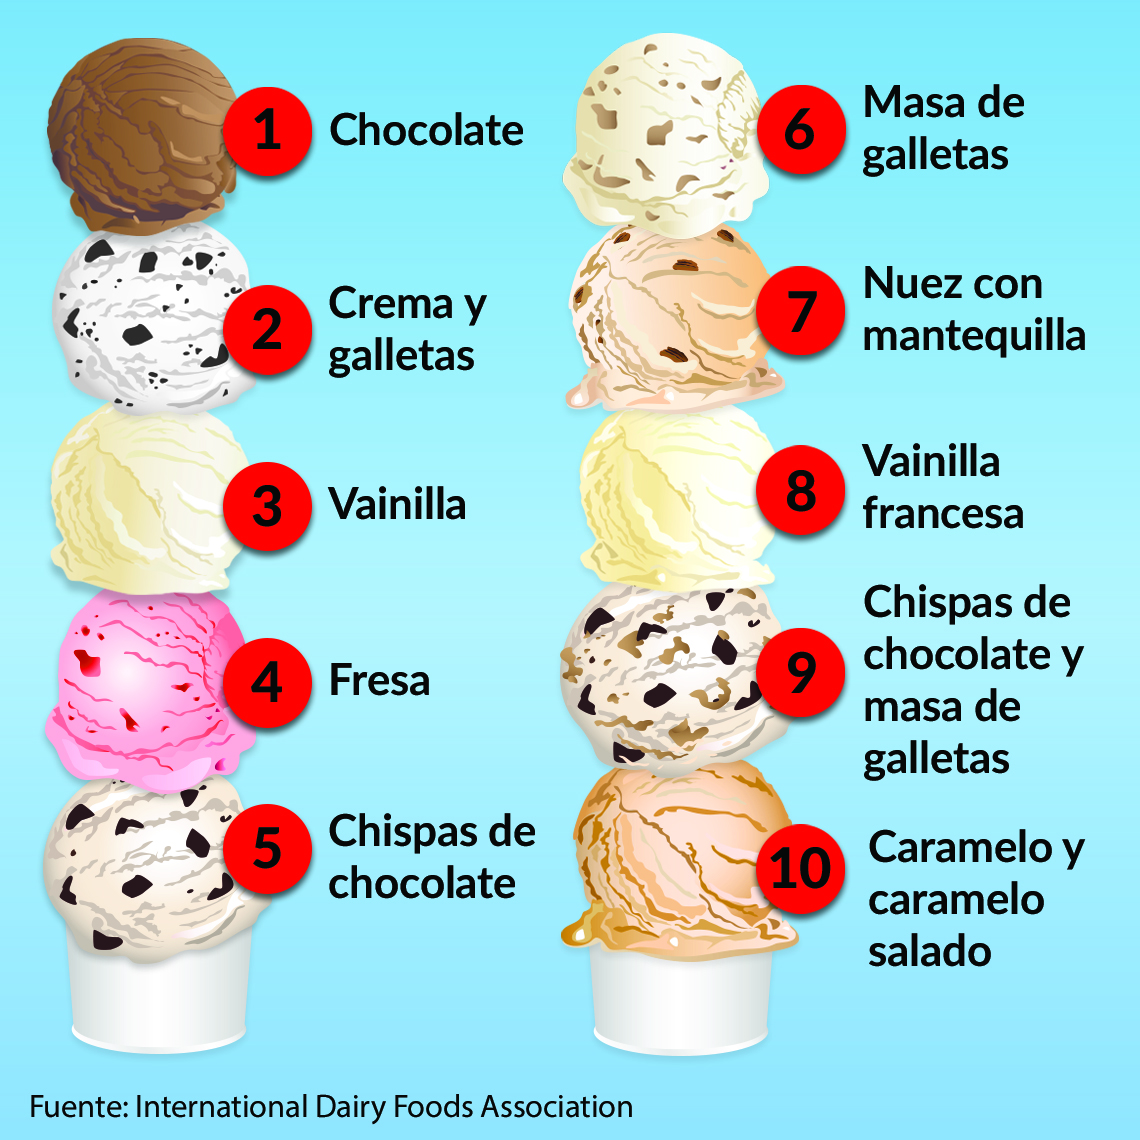 1
Chocolate
2
Crema y
galletas
3
Vainilla
4
Fresa
5
Chispas de
chocolate
6
Masa de
galletas
7
Nuez con
mantequilla
8
Vainilla
francesa
9
Chispas de
chocolate y
masa de
galletas
10
Caramelo y
caramelo
salado
Fuente: International Dairy Foods Association